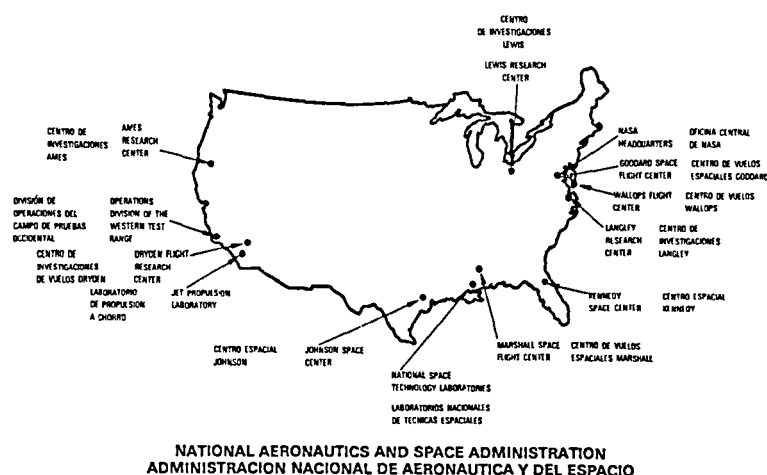 CENTRO
DE INVESTIGACIONES
LEWIS
LEWIS RESEARCH
CENTER
CENTRO DE
INVESTIGACIONES
AMES
AMES
RESEARCH
CENTER
NASA
HEADQUARTERS
OFICINA CENTRAL
DE NASA
GODDARD SPACE
FLIGHT CENTER
CENTRO DE VUELOS
ESPACIALES GODDARD
WALLOPS FLIGHT
CENTER
CENTRO DE VUELOS
WALLOPS
LANGLEY
RESEARCH
CENTER
CENTRO DE
INVESTIGACIONES
LANGLEY
DIVISIÓN DE
OPERACIONES DEL
CAMPO DE PRUEBAS
OCCIDENTAL
OPERATIONS
DIVISION OF THE
WESTERN TEST
RANGE
CENTRO DE
INVESTIGACIONES
DE VUELOS DRYDEN
DRYDEN FLIGHT
RESEARCH
CENTER
LABORATORIO
DE PROPULSION
A CHORRO
JET PROPULSION
LABORATORY
KENNEDY
SPACE CENTER
CENTRO ESPACIAL
KENNEDY
CENTRO ESPACIAL
JOHNSON
JOHNSON SPACE
CENTER
MARSHALL SPACE
FLIGHT CENTER
CENTRO DE VUELOS
ESPACIALES MARSHALL
NATIONAL SPACE
TECHNOLOGY LABORATORIES
LABORATORIOS NACIONALES
DE TECNICAS ESPACIALES
NATIONAL AERONAUTICS AND SPACE ADMINISTRATION
ADMINISTRACION NACIONAL DE AERONAUTICA Y DEL ESPACIO